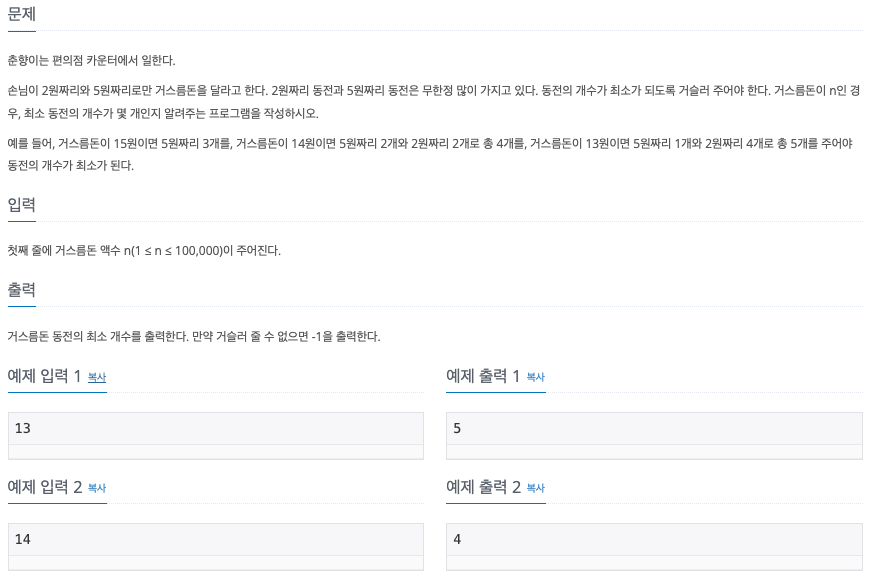 문제
춘향이는 편의점 카운터에서 일한다.
손님이 2원짜리와 5원짜리로만 거스름돈을 달라고 한다. 2원짜리 동전과 5원짜리 동전은 무한정 많이 가지고 있다. 동전의 개수가 최소가 되도록 거슬러 주어야 한다. 거스름돈이 n인 경
우, 최소 동전의 개수가 몇 개인지 알려주는 프로그램을 작성하시오.
예를 들어, 거스름돈이 15원이면 5원짜리 3개를, 거스름돈이 14원이면 5원짜리 2개와 2원짜리 2개로 총 4개를, 거스름돈이 13원이면 5원짜리 1개와 2원짜리 4개로 총 5개를 주어야
동전의 개수가 최소가 된다.
입력
첫째 줄에 거스름돈 액수 n(1 ≤ n ≤ 100,000)이 주어진다.
출력
거스름돈 동전의 최소 개수를 출력한다. 만약 거슬러 줄 수 없으면 -1을 출력한다.
예제 입력 1 복사
13
예제 출력 1 복사
5
예제 입력 2 복사
14
예제 출력 2 복사
4